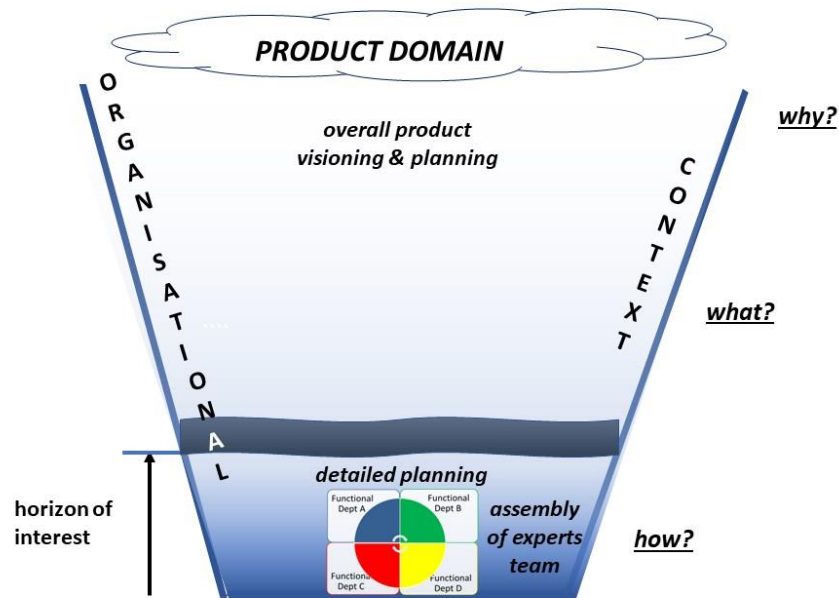 PRODUCT DOMAIN
ORGANISATIONAL
CONTEXT
why?
overall product
visioning & planning
what?
detailed planning
Functional
Dept A
Functional
Dept B
Functional
Dept C
Functional
Dept D
assembly
of experts
team
horizon of
interest
how?